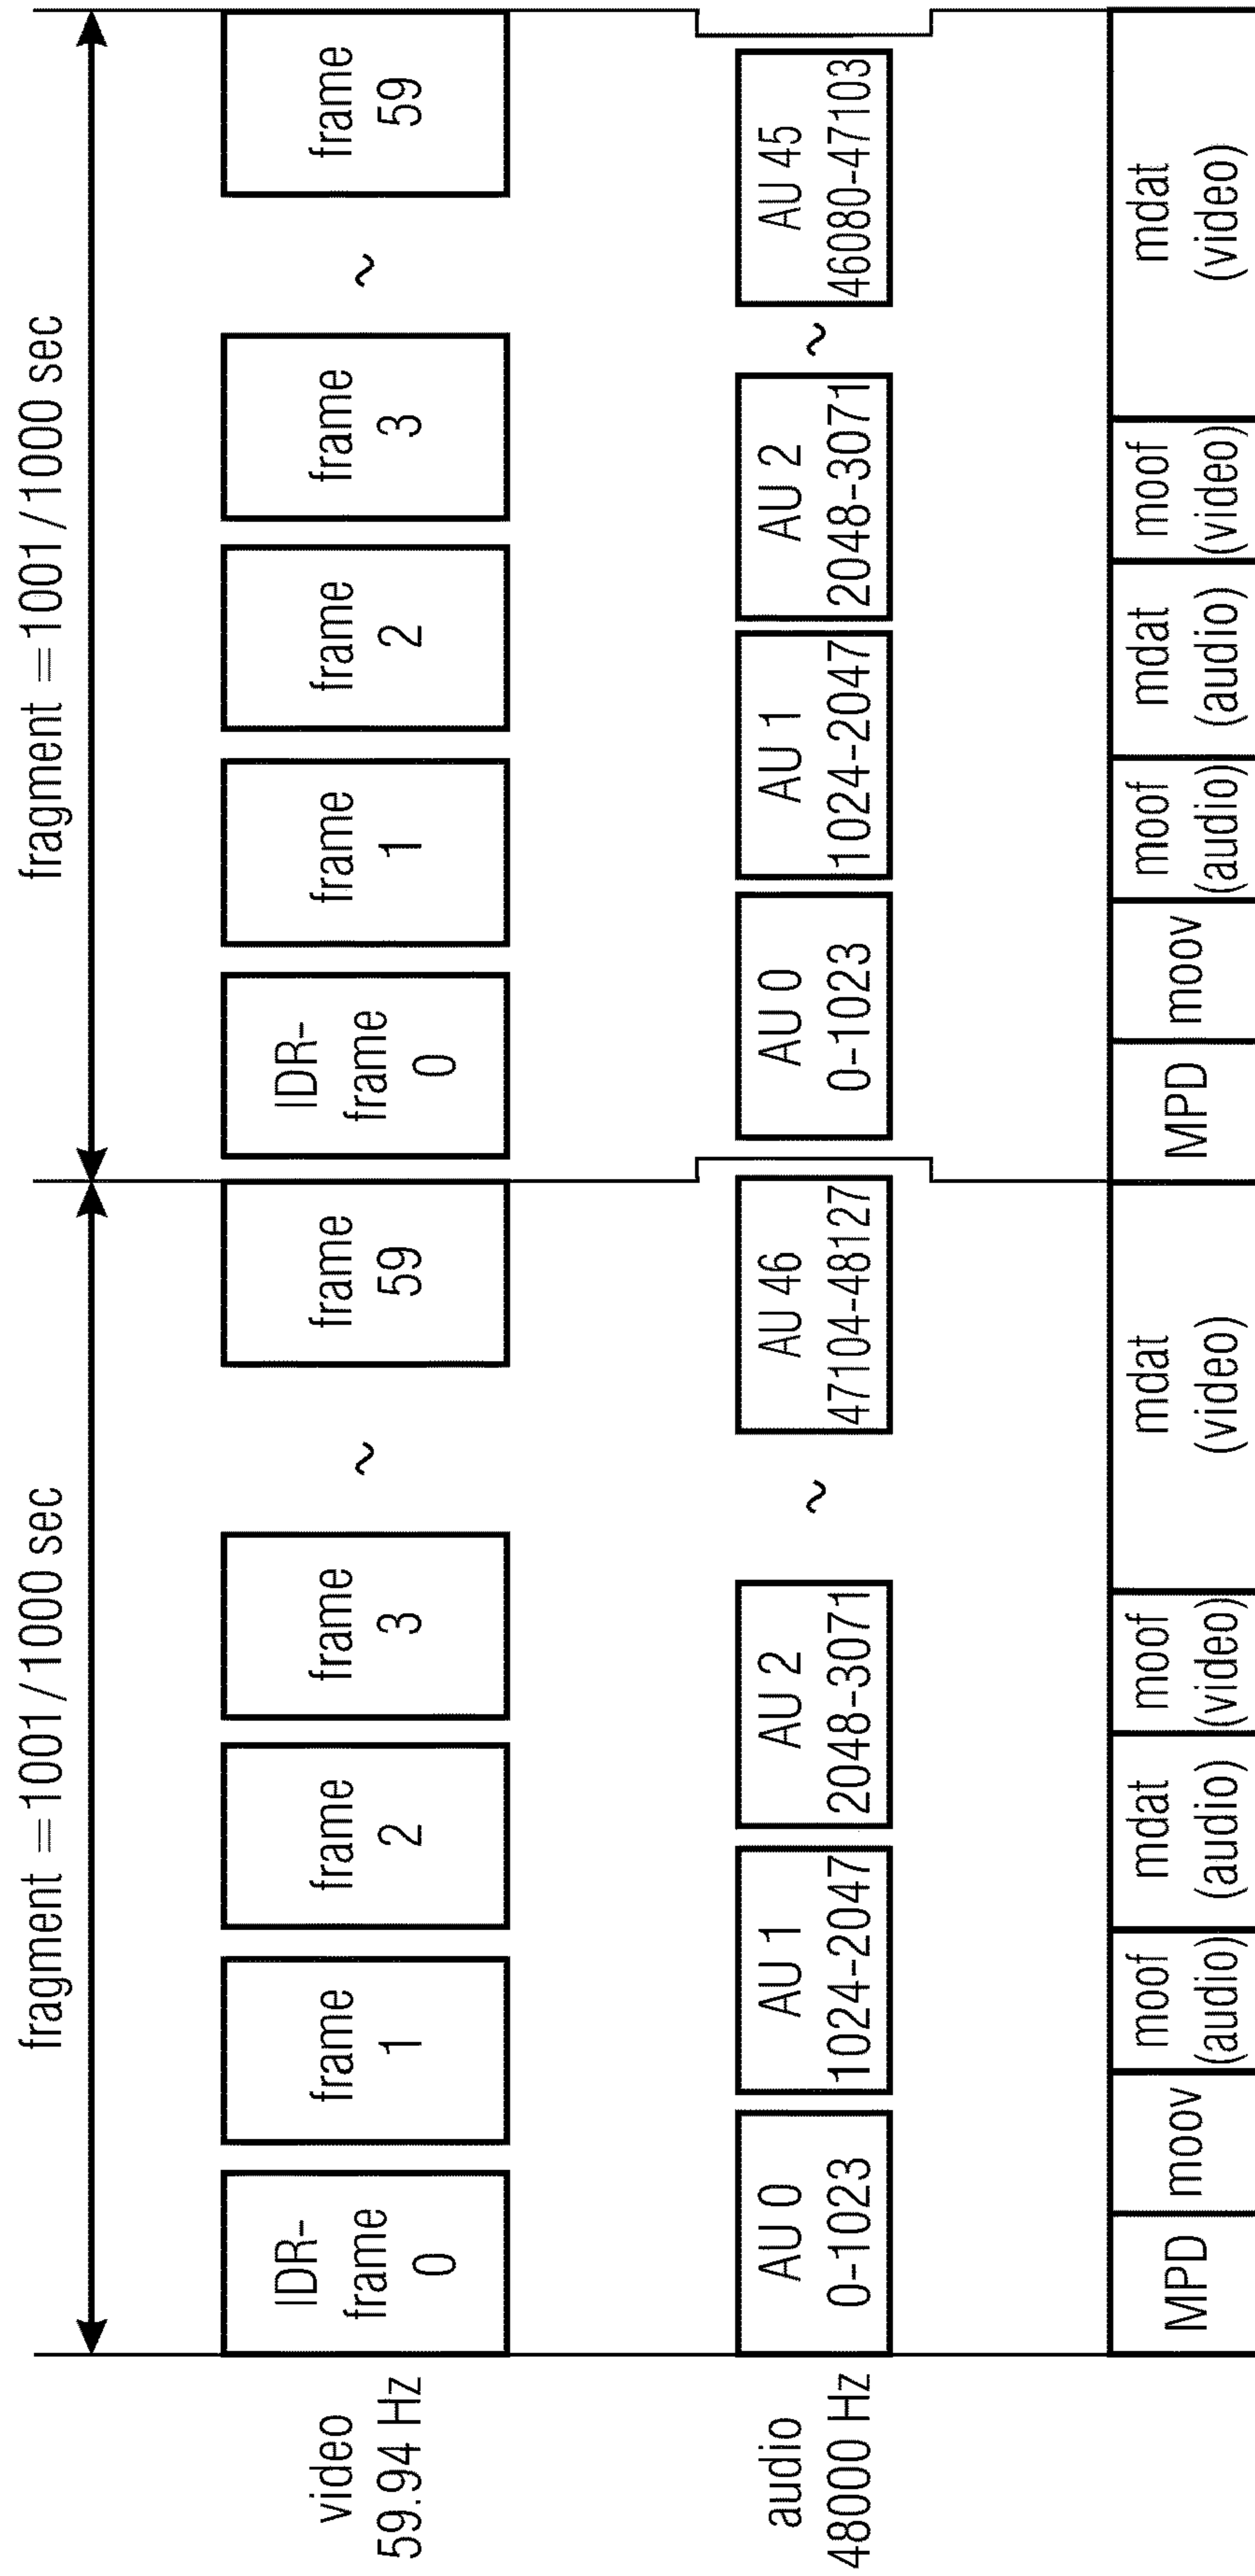 fragment =1001/1000 sec
fragment =1001/1000 sec
video
59.94 Hz
IDR-
frame
0
frame
1
frame
2
frame
3
~
frame
59
IDR-
frame
0
frame
1
frame
2
frame
3
~
frame
59
audio
48000 Hz
AU 0
0-1023
AU 1
1024-2047
AU 2
2048-3071
~
AU 46
47104-48127
AU 0
0-1023
AU 1
1024-2047
AU 2
2048-3071
~
AU 45
46080-47103
MPD
moov
moof
(audio)
mdat
(audio)
moof
(video)
mdat
(video)
MPD
moov
moof
(audio)
mdat
(audio)
moof
(video)
mdat
(video)